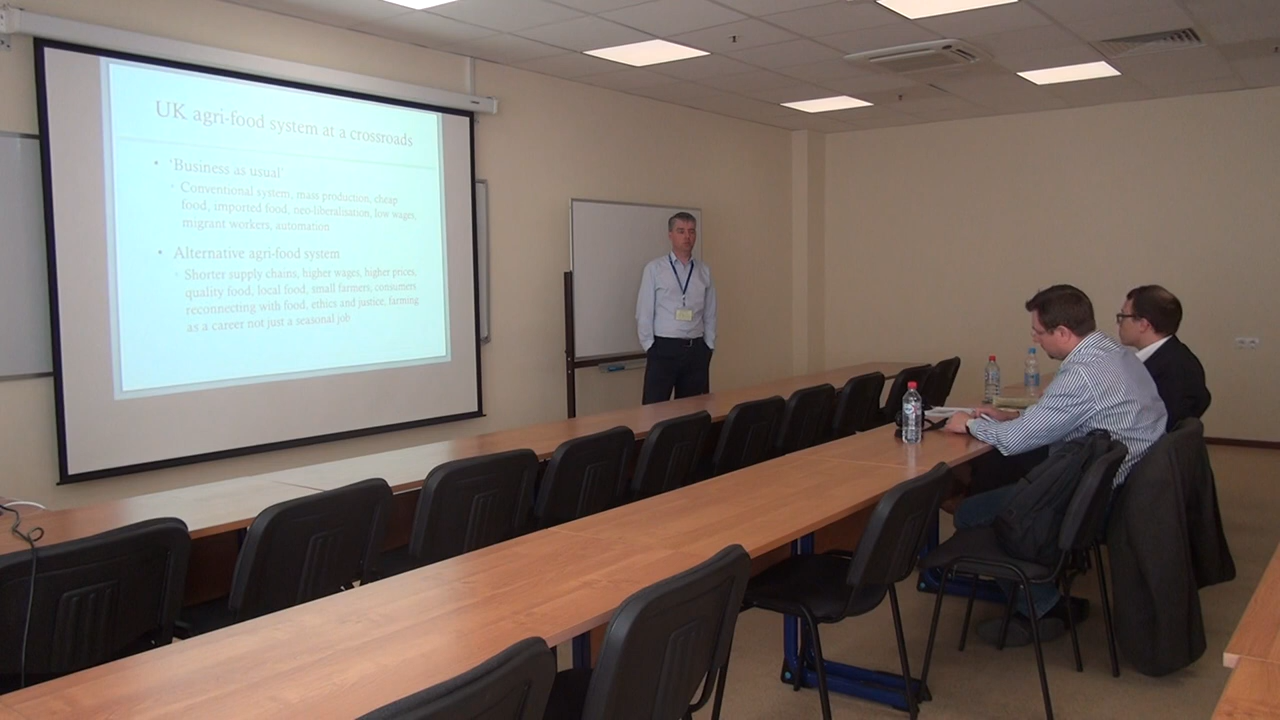 UK agri-food system at a crossroads
• 'Business as usual'
◦ Conventional system, mass production, cheap
food, imported food, neo-liberalisation, low wages,
migrant workers, automation
• Alternative agri-food system
◦ Shorter supply chains, higher wages, higher prices,
quality food, local food, small farmers, consumers
reconnecting with food, ethics and justice, farming
as a career not just a seasonal job